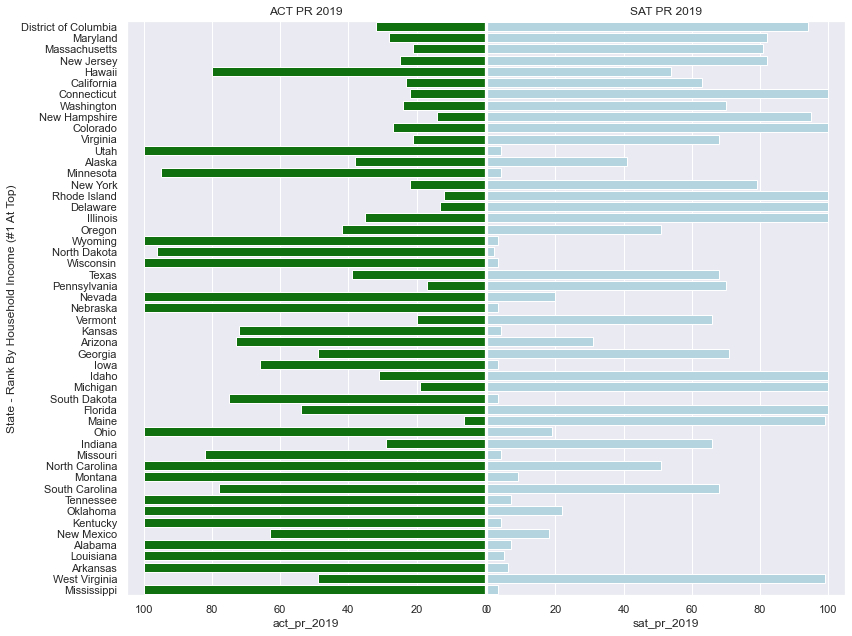 ACT PR 2019
SAT PR 2019
State - Rank By Household Income (#1 At Top)
District of Columbia
Maryland
Massachusetts
New Jersey
Hawaii
California
Connecticut
Washington
New Hampshire
Colorado
Virginia
Utah
Alaska
Minnesota
New York
Rhode Island
Delaware
Illinois
Oregon
Wyoming
North Dakota
Wisconsin
Texas
Pennsylvania
Nevada
Nebraska
Vermont
Kansas
Arizona
Georgia
Iowa
Idaho
Michigan
South Dakota
Florida
Maine
Ohio
Indiana
Missouri
North Carolina
Montana
South Carolina
Tennessee
Oklahoma
Kentucky
New Mexico
Alabama
Louisiana
Arkansas
West Virginia
Mississippi
100 80 60 40 20 0
0 20 40 60 80 100
act_pr_2019
sat_pr_2019